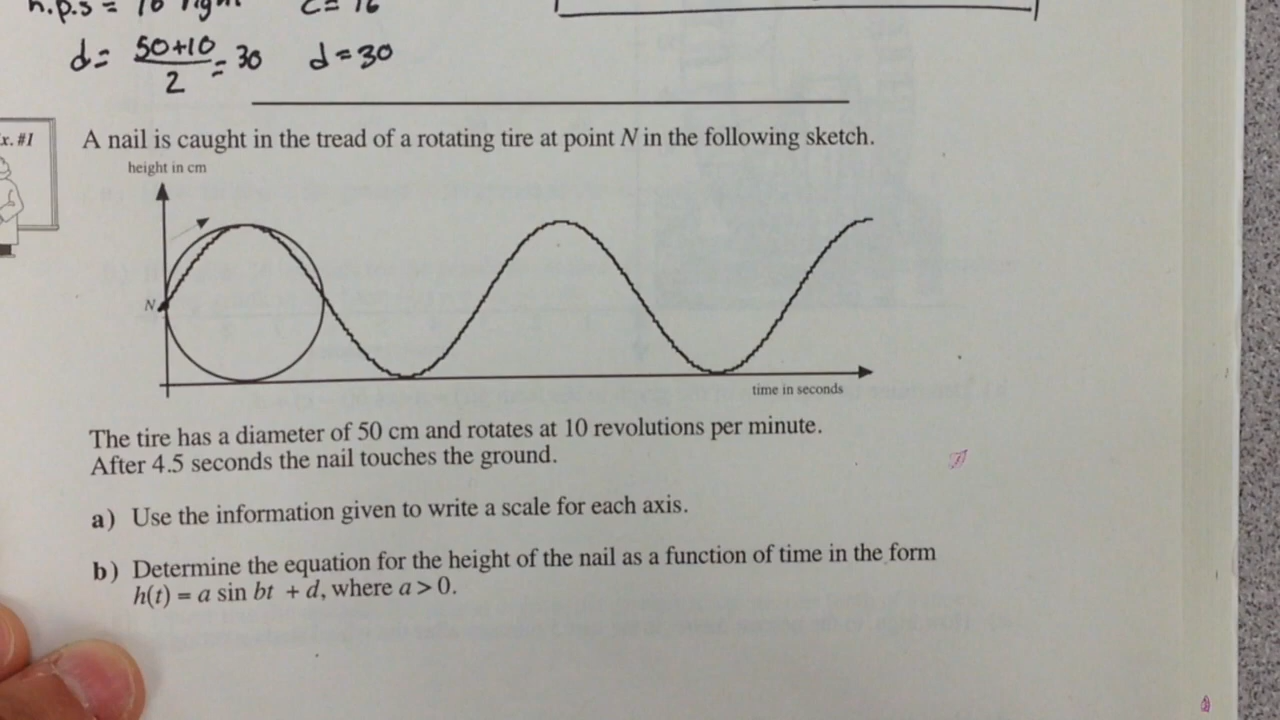 h.p.s = 16 right c = 16
d = 50+10 / 2 = 30 d = 30
x. #1
A nail is caught in the tread of a rotating tire at point N in the following sketch.
height in cm
N
time in seconds
The tire has a diameter of 50 cm and rotates at 10 revolutions per minute.
After 4.5 seconds the nail touches the ground.
a) Use the information given to write a scale for each axis.
b) Determine the equation for the height of the nail as a function of time in the form
h(t) = a sin bt + d, where a > 0.